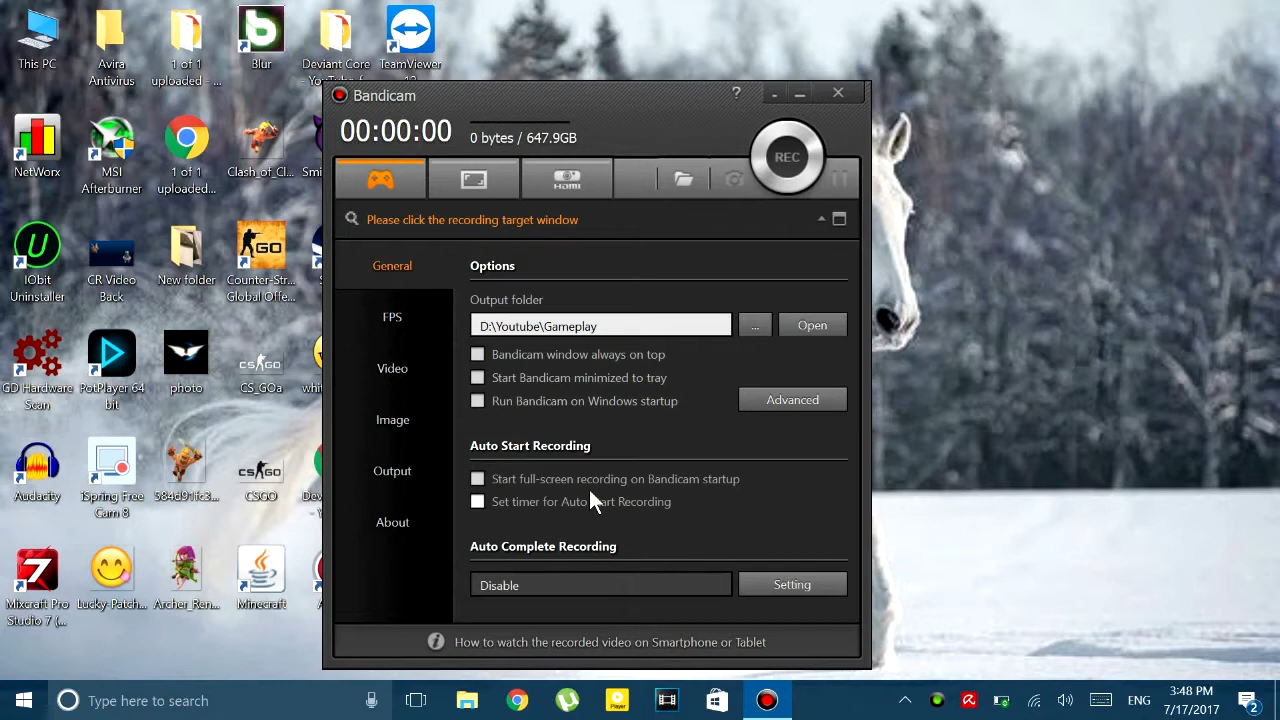 This PC
Avira
Antivirus
1 of 1
uploaded - ...
Blur
Deviant Core
- YouTube f...
TeamViewer
12
NetWorx
MSI
Afterburner
1 of 1
uploaded...
Clash_of_Cl...
Smi
IObit
Uninstaller
CR Video
Back
New folder
Counter-Str...
Global Offe...
GO
GD Hardware
Scan
PotPlayer 64
bit
photo
CS_GOa
whit
Audacity
iSpring Free
Cam 8
584d91fc3...
CSGO
Dev
Mixcraft Pro
Studio 7 (...
Lucky-Patch...
Archer_Ren...
Minecraft
Bandicam
?
00:00:00
0 bytes / 647.9GB
REC
HDMI
Please click the recording target window
General
FPS
Video
Image
Output
About
Options
Output folder
D:\Youtube\Gameplay
...
Open
Bandicam window always on top
Start Bandicam minimized to tray
Run Bandicam on Windows startup
Advanced
Auto Start Recording
Start full-screen recording on Bandicam startup
Set timer for Auto Start Recording
Auto Complete Recording
Disable
Setting
How to watch the recorded video on Smartphone or Tablet
Type here to search
Player
ENG
3:48 PM
7/17/2017
2